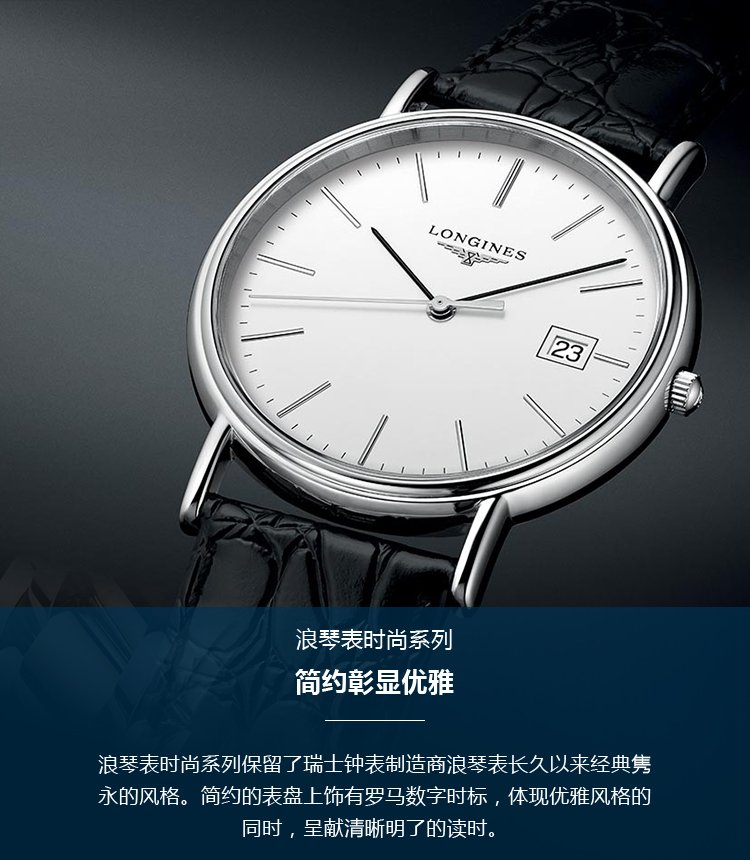 LONGINES
23
浪琴表时尚系列
简约彰显优雅
浪琴表时尚系列保留了瑞士钟表制造商浪琴表长久以来经典隽
永的风格。简约的表盘上饰有罗马数字时标，体现优雅风格的
同时，呈献清晰明了的读时。